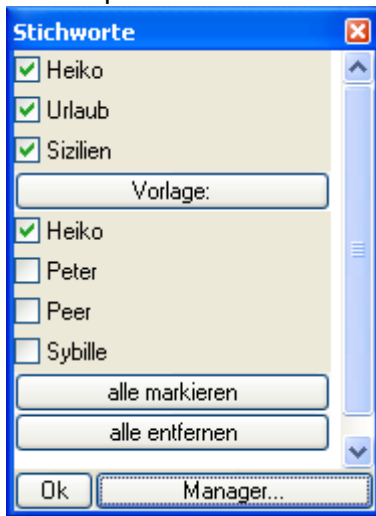 Stichworte
Heiko
Urlaub
Sizilien
Vorlage:
Heiko
Peter
Peer
Sybille
alle markieren
alle entfernen
Ok Manager...